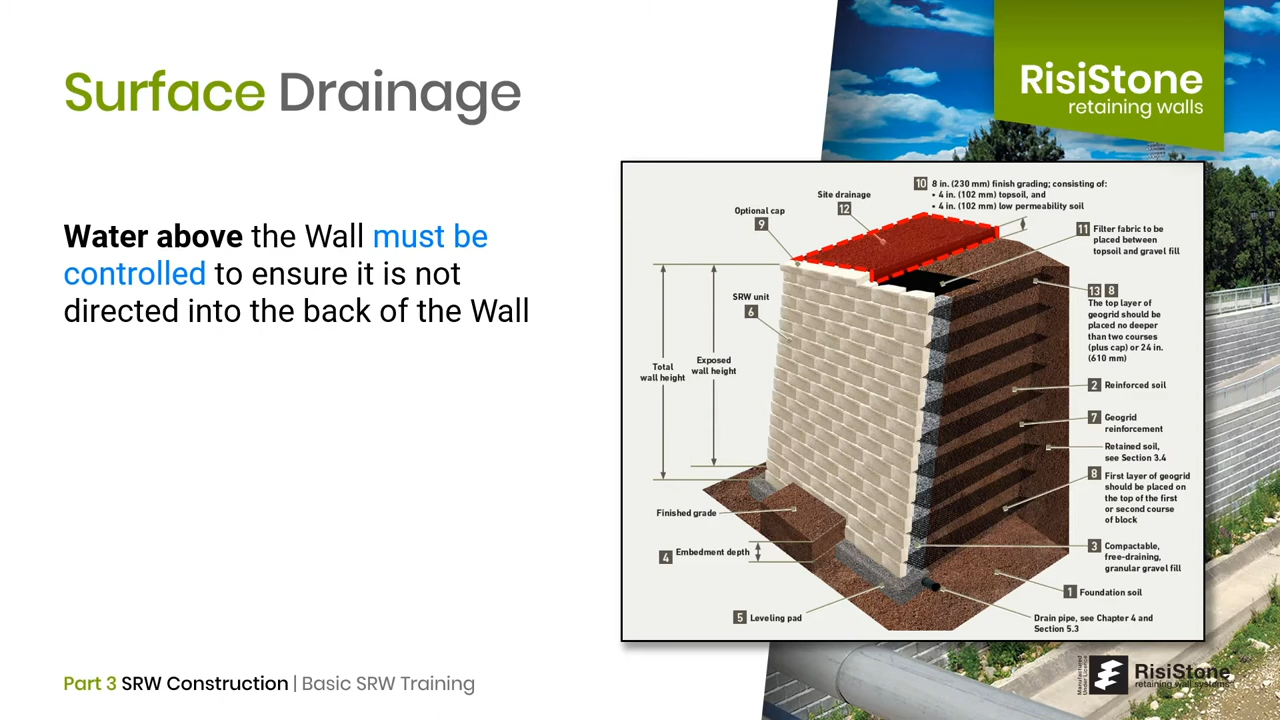 Surface Drainage
RisiStone
retaining walls
Water above the Wall must be
controlled to ensure it is not
directed into the back of the Wall
10 8 in. (230 mm) finish grading; consisting of:
• 4 in. (102 mm) topsoil, and
• 4 in. (102 mm) low permeability soil
Site drainage
12
Optional cap
9
11 Filter fabric to be
placed between
topsoil and gravel fill
SRW unit
6
13 8
The top layer of
geogrid should be
placed no deeper
than two courses
(plus cap) or 24 in.
(610 mm)
Total
wall height
Exposed
wall height
2 Reinforced soil
7 Geogrid
reinforcement
Retained soil,
see Section 3.4
8 First layer of geogrid
should be placed on
the top of the first
or second course
of block
Finished grade
4 Embedment depth
3 Compactable,
free-draining,
granular gravel fill
1 Foundation soil
5 Leveling pad
Drain pipe, see Chapter 4 and
Section 5.3
Part 3 SRW Construction | Basic SRW Training
Manufactured
Under Licence
RisiStone
retaining wall systems